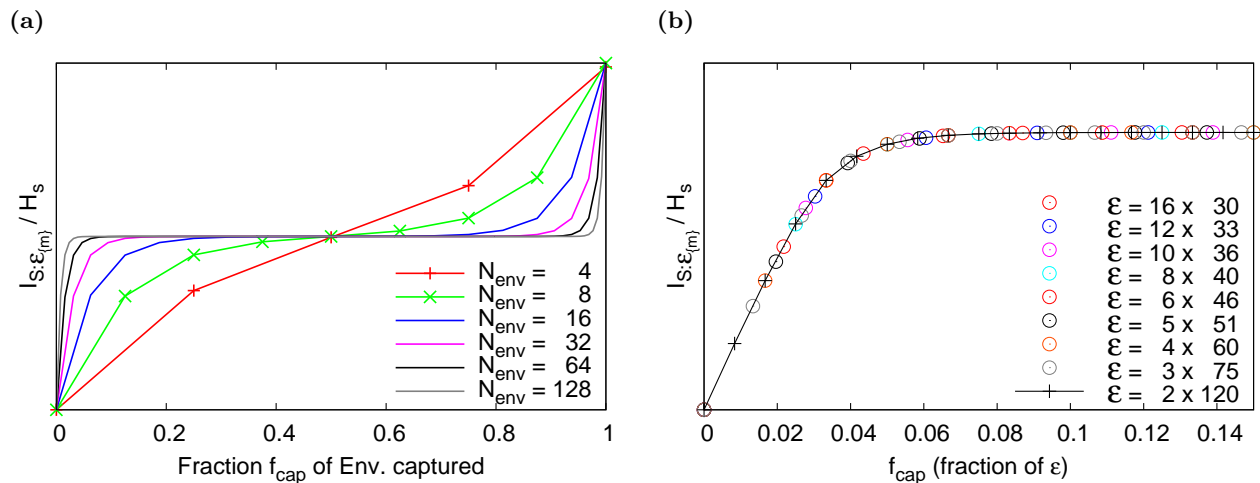 (a)
I_{S:ε_{m}} / H_S
N_env = 4
N_env = 8
N_env = 16
N_env = 32
N_env = 64
N_env = 128
0 0.2 0.4 0.6 0.8 1
Fraction f_cap of Env. captured
(b)
I_{S:ε_{m}} / H_S
ε = 16 x 30
ε = 12 x 33
ε = 10 x 36
ε = 8 x 40
ε = 6 x 46
ε = 5 x 51
ε = 4 x 60
ε = 3 x 75
ε = 2 x 120
0 0.02 0.04 0.06 0.08 0.1 0.12 0.14
f_cap (fraction of ε)